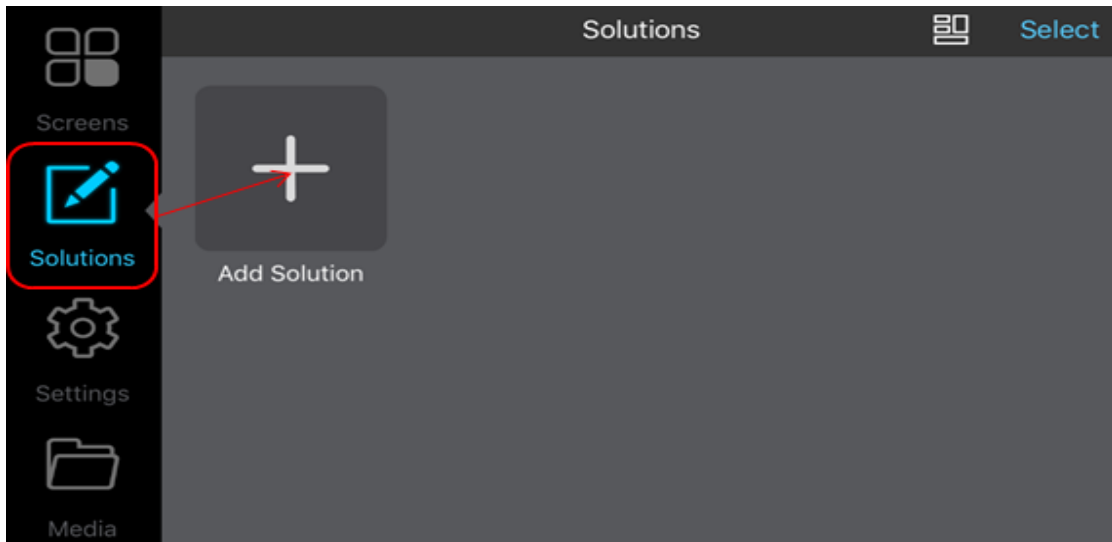 Solutions
Select
Screens
Solutions
Add Solution
Settings
Media